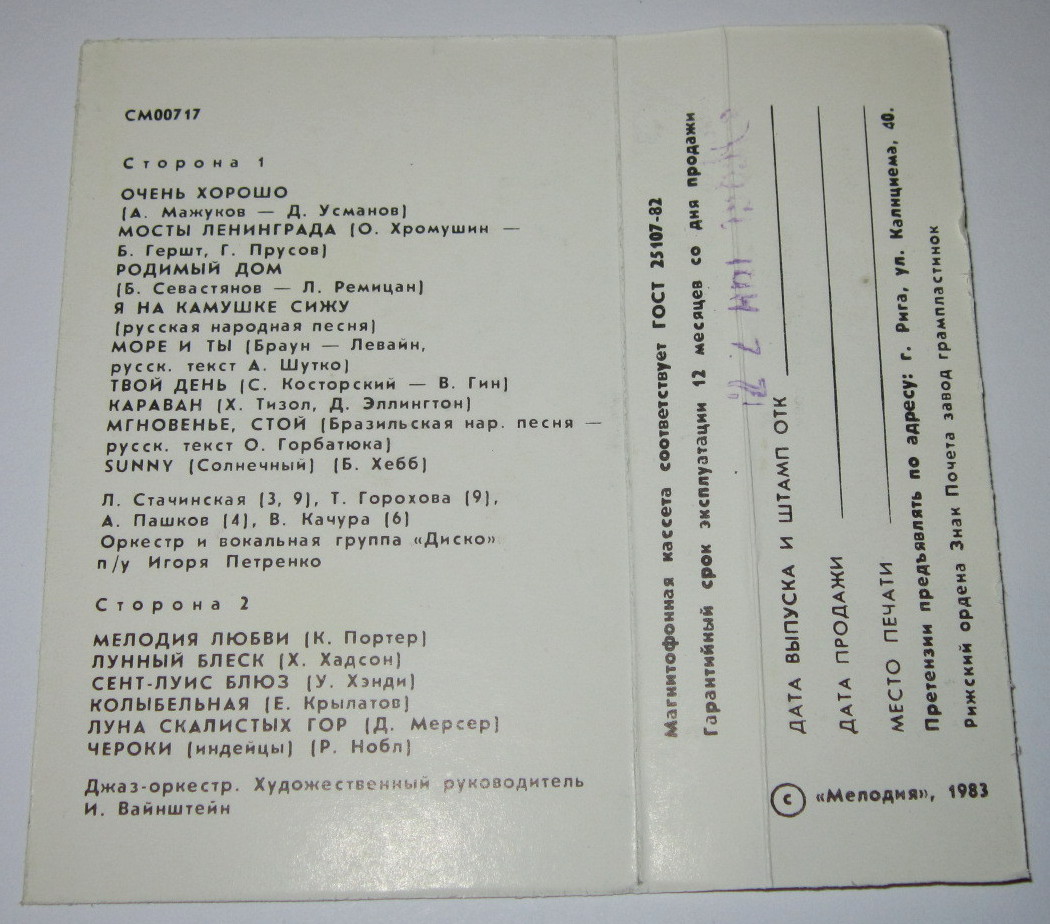 СМ00717
Сторона 1
ОЧЕНЬ ХОРОШО
(А. Мажуков — Д. Усманов)
МОСТЫ ЛЕНИНГРАДА (О. Хромушин —
Б. Гершт, Г. Прусов)
РОДИМЫЙ ДОМ
(Б. Севастянов — Л. Ремицан)
Я НА КАМУШКЕ СИЖУ
(русская народная песня)
МОРЕ И ТЫ (Браун — Левайн,
русск. текст А. Шутко)
ТВОЙ ДЕНЬ (С. Косторский — В. Гин)
КАРАВАН (Х. Тизол, Д. Эллингтон)
МГНОВЕНЬЕ, СТОЙ (Бразильская нар. песня —
русск. текст О. Горбатюка)
SUNNY (Солнечный) (Б. Хебб)
Л. Стачинская (3, 9), Т. Горохова (9),
А. Пашков (4), В. Качура (6)
Оркестр и вокальная группа «Диско»
п/у Игоря Петренко
Сторона 2
МЕЛОДИЯ ЛЮБВИ (К. Портер)
ЛУННЫЙ БЛЕСК (Х. Хадсон)
СЕНТ-ЛУИС БЛЮЗ (У. Хэнди)
КОЛЫБЕЛЬНАЯ (Е. Крылатов)
ЛУНА СКАЛИСТЫХ ГОР (Д. Мерсер)
ЧЕРОКИ (индейцы) (Р. Нобл)
Джаз-оркестр. Художественный руководитель
И. Вайнштейн
Магнитофонная кассета соответствует ГОСТ 25107-82
Гарантийный срок эксплуатации 12 месяцев со дня продажи
ДАТА ВЫПУСКА И ШТАМП ОТК
ДАТА ПРОДАЖИ
МЕСТО ПЕЧАТИ
Претензии предъявлять по адресу: г. Рига, ул. Калнциема, 40.
Рижский ордена Знак Почета завод грампластинок
© «Мелодия», 1983